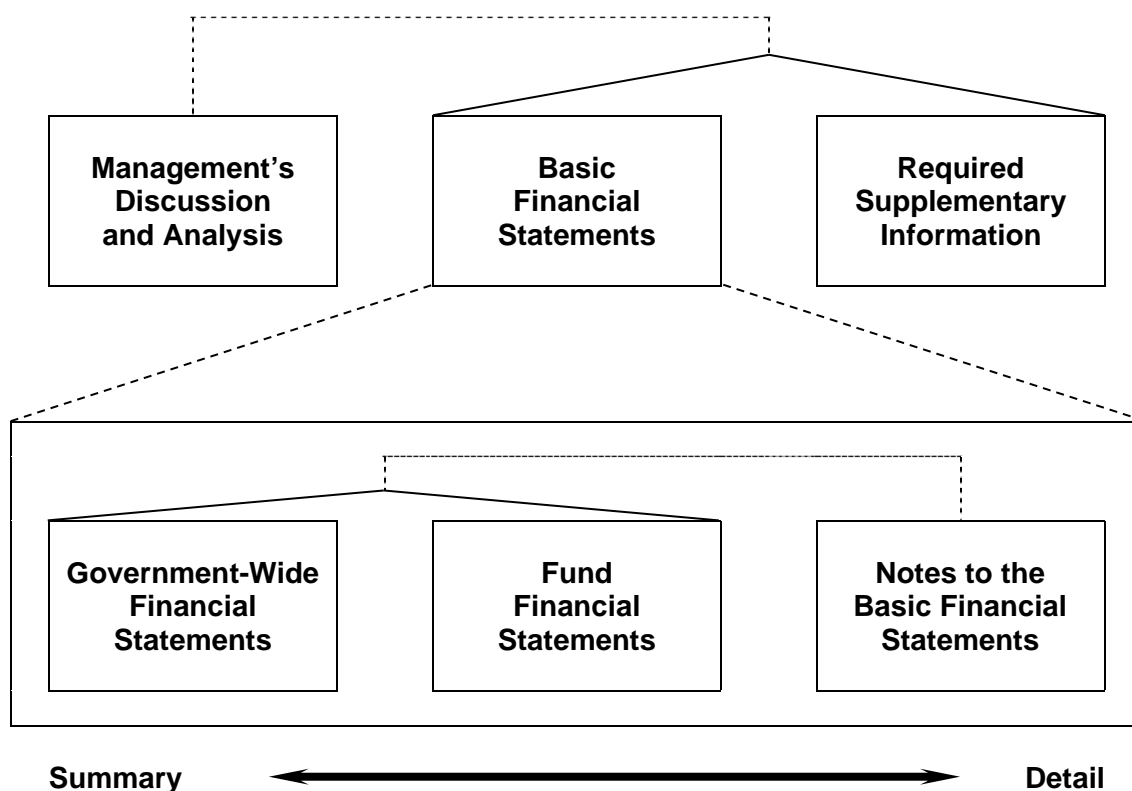 Management’s
Discussion
and Analysis
Basic
Financial
Statements
Required
Supplementary
Information
Government-Wide
Financial
Statements
Fund
Financial
Statements
Notes to the
Basic Financial
Statements
Summary
Detail